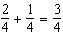 2/4 + 1/4 = 3/4